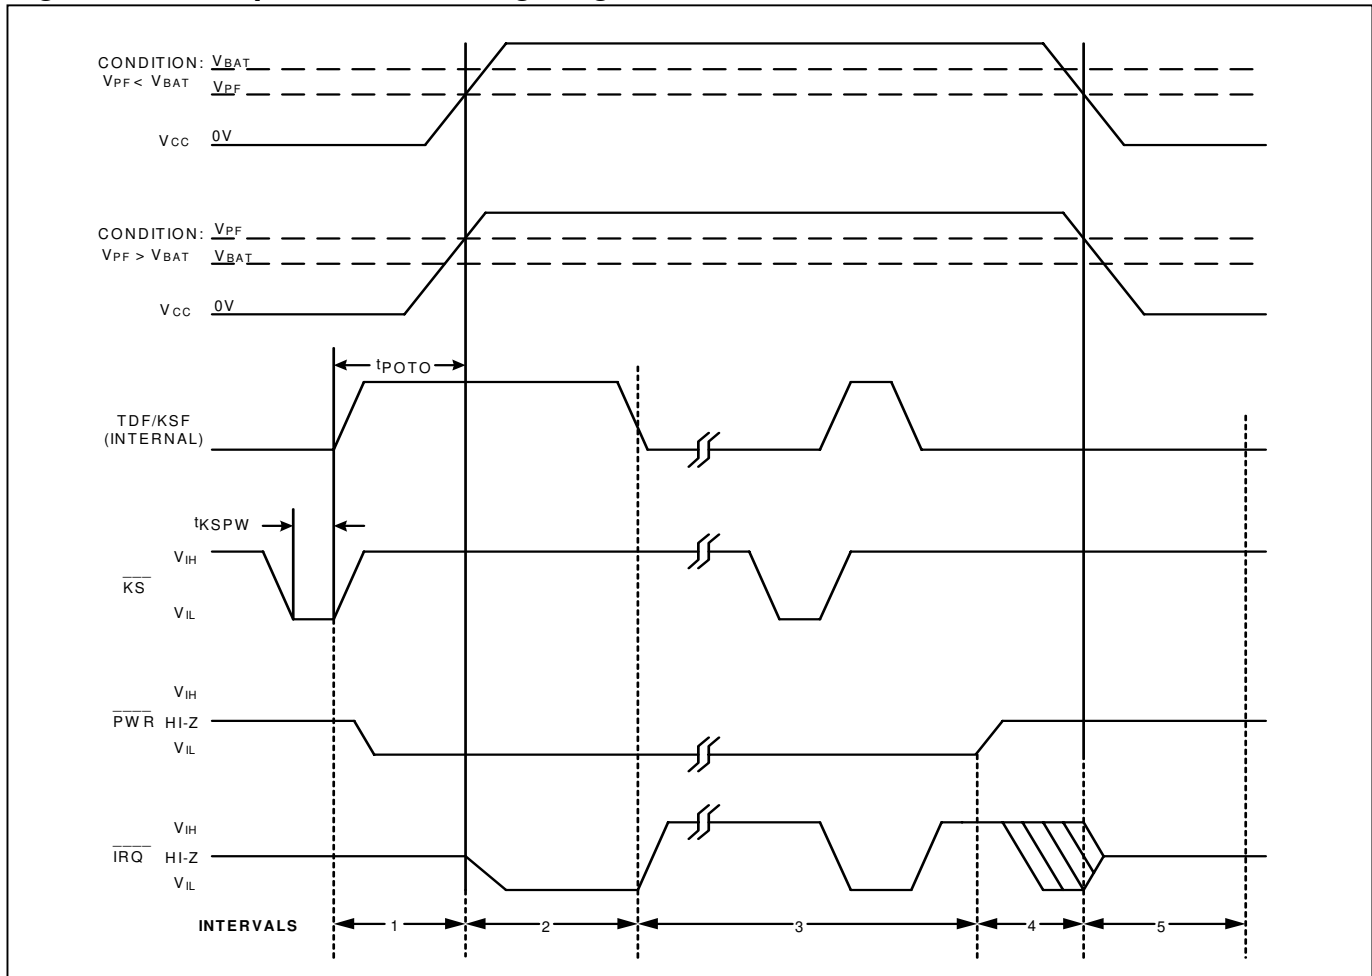 CONDITION: VBAT
VPF < VBAT VPF
VCC 0V
CONDITION: VPF
VPF > VBAT VBAT
VCC 0V
tPOTO
TDF/KSF
(INTERNAL)
tKSPW
VIH
KS
VIL
VIH
PWR HI-Z
VIL
VIH
IRQ HI-Z
VIL
INTERVALS 1 2 3 4 5